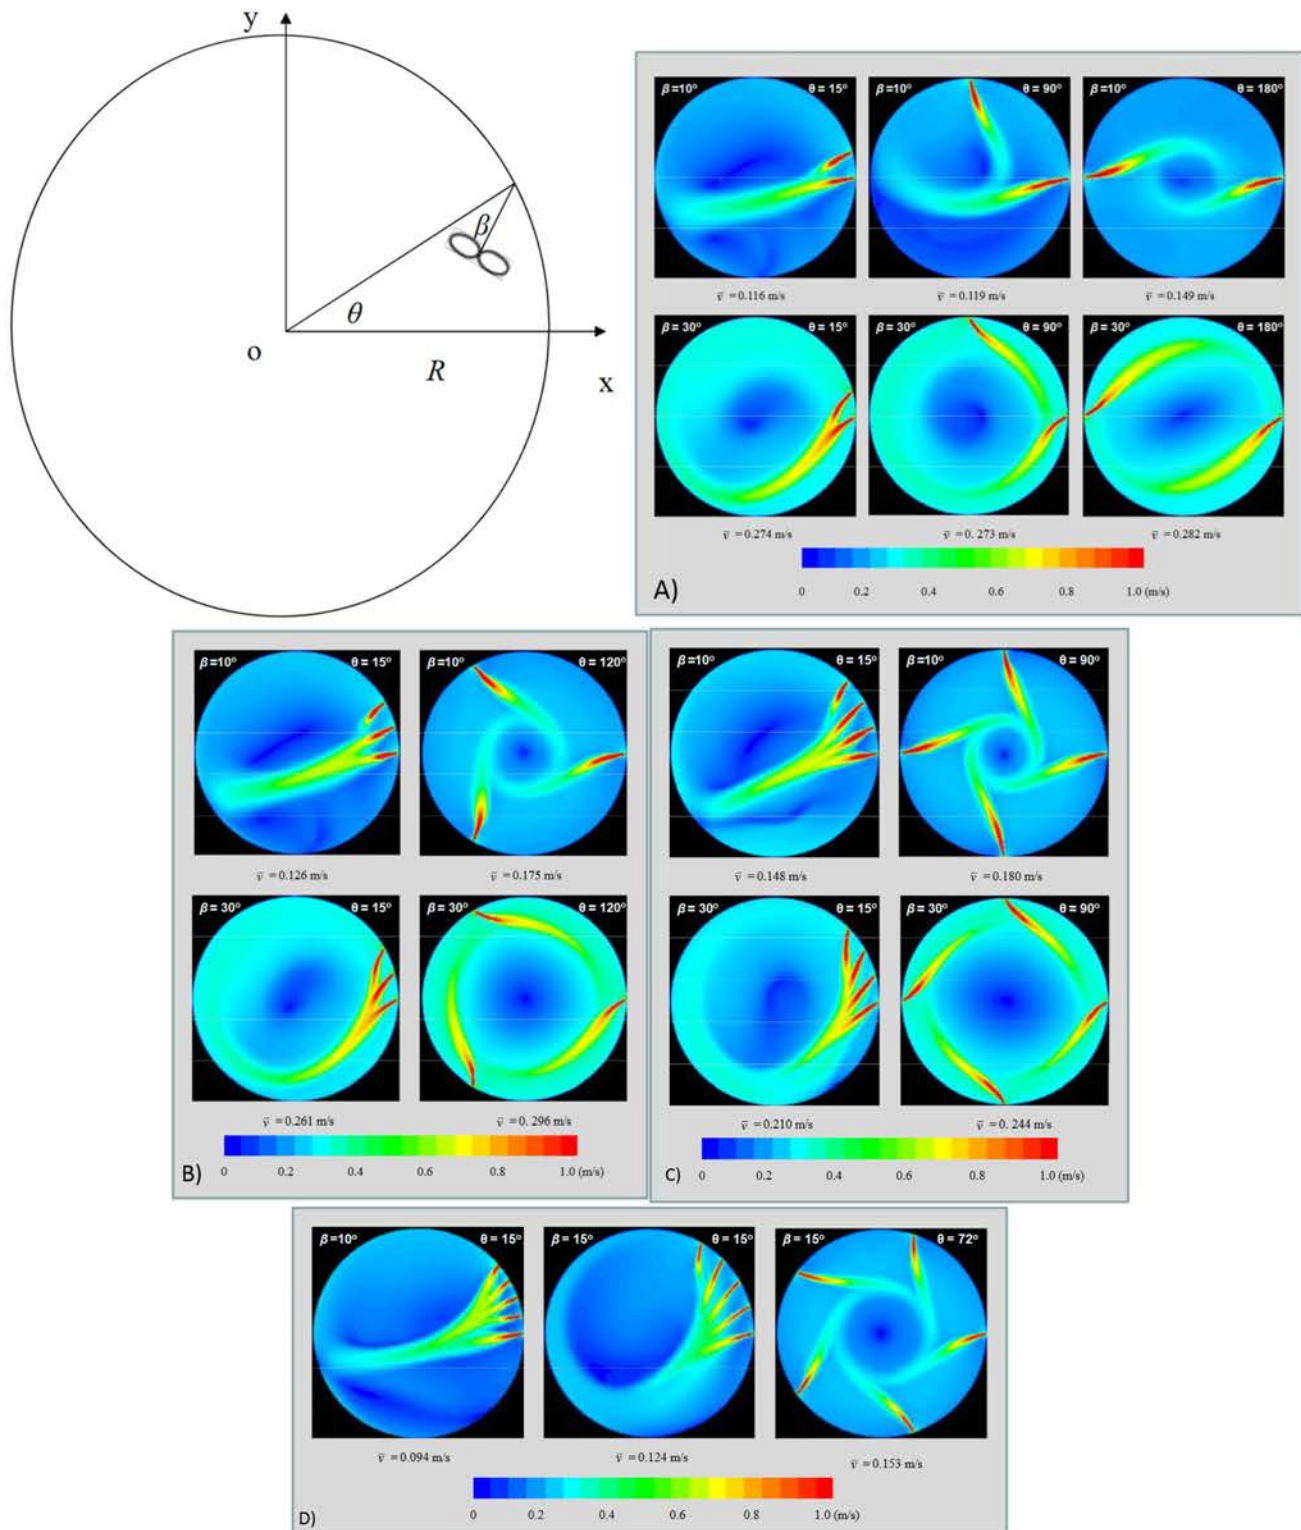 y
β
θ
o
R
x
β=10° θ = 15° β=10° θ = 90° β=10° θ = 180°
v̄ =0.116 m/s v̄ =0.119 m/s v̄ =0.149 m/s
β= 30° θ = 15° β= 30° θ = 90° β= 30° θ = 180°
v̄ =0.274 m/s v̄ =0. 273 m/s v̄ =0.282 m/s
A)
0 0.2 0.4 0.6 0.8 1.0 (m/s)
β=10° θ = 15° β=10° θ = 120°
v̄ =0.126 m/s v̄ =0.175 m/s
β= 30° θ = 15° β= 30° θ = 120°
v̄ =0.261 m/s v̄ =0. 296 m/s
B)
0 0.2 0.4 0.6 0.8 1.0 (m/s)
β=10° θ = 15° β=10° θ = 90°
v̄ =0.148 m/s v̄ =0.180 m/s
β= 30° θ = 15° β= 30° θ = 90°
v̄ =0.210 m/s v̄ =0. 244 m/s
C)
0 0.2 0.4 0.6 0.8 1.0 (m/s)
β=10° θ = 15° β= 15° θ = 15° β= 15° θ = 72°
v̄ =0.094 m/s v̄ =0.124 m/s v̄ =0.153 m/s
D)
0 0.2 0.4 0.6 0.8 1.0 (m/s)